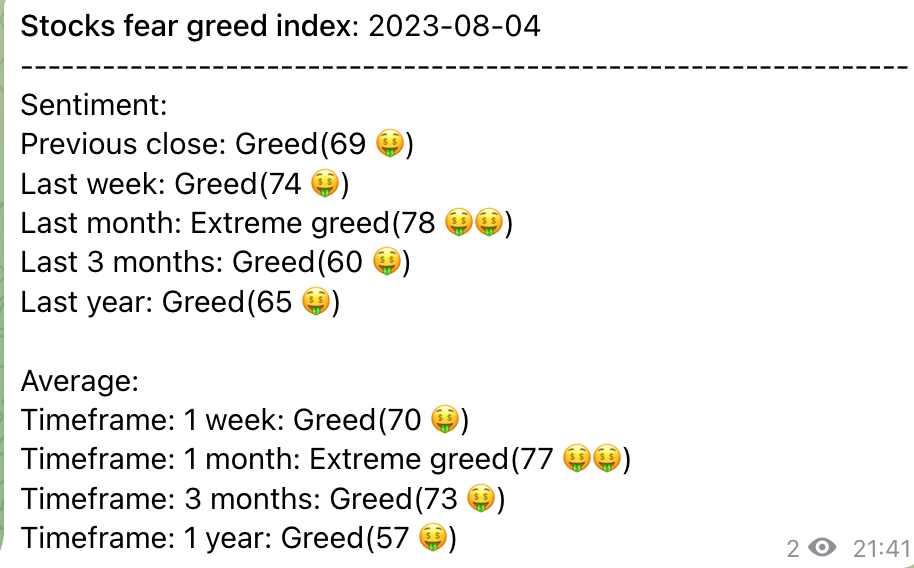 Stocks fear greed index: 2023-08-04
-----------------------------------------------------------------
Sentiment:
Previous close: Greed(69 🤑)
Last week: Greed(74 🤑)
Last month: Extreme greed(78 🤑🤑)
Last 3 months: Greed(60 🤑)
Last year: Greed(65 🤑)
Average:
Timeframe: 1 week: Greed(70 🤑)
Timeframe: 1 month: Extreme greed(77 🤑🤑)
Timeframe: 3 months: Greed(73 🤑)
Timeframe: 1 year: Greed(57 🤑)
2 21:41